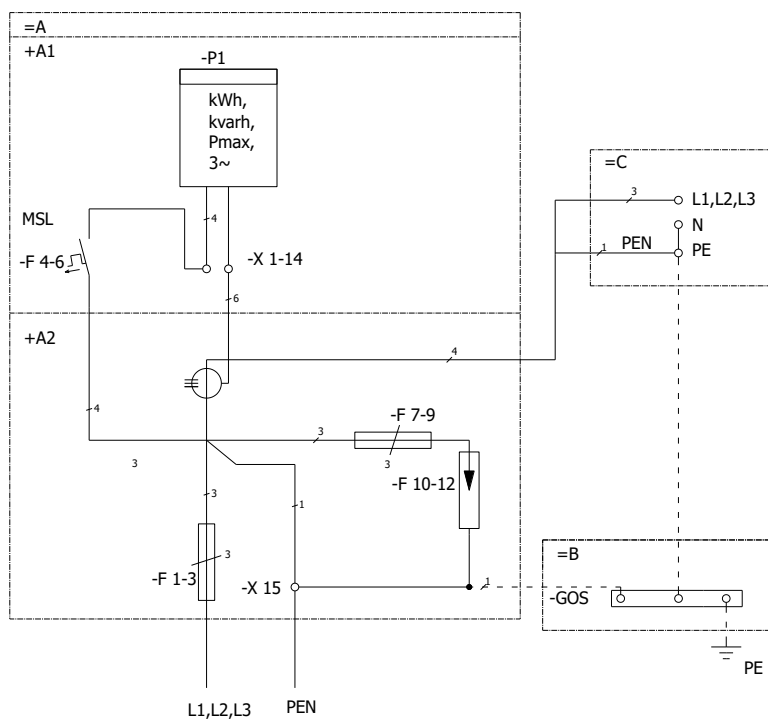 =A
+A1
-P1
kWh,
kvarh,
Pmax,
3~
4
MSL
-F 4-6
-X 1-14
6
=C
3
L1,L2,L3
N
1
PEN
PE
+A2
4
4
3
3
-F 7-9
3
-F 10-12
3
1
3
-F 1-3
-X 15
1
=B
-GOS
PE
L1,L2,L3
PEN